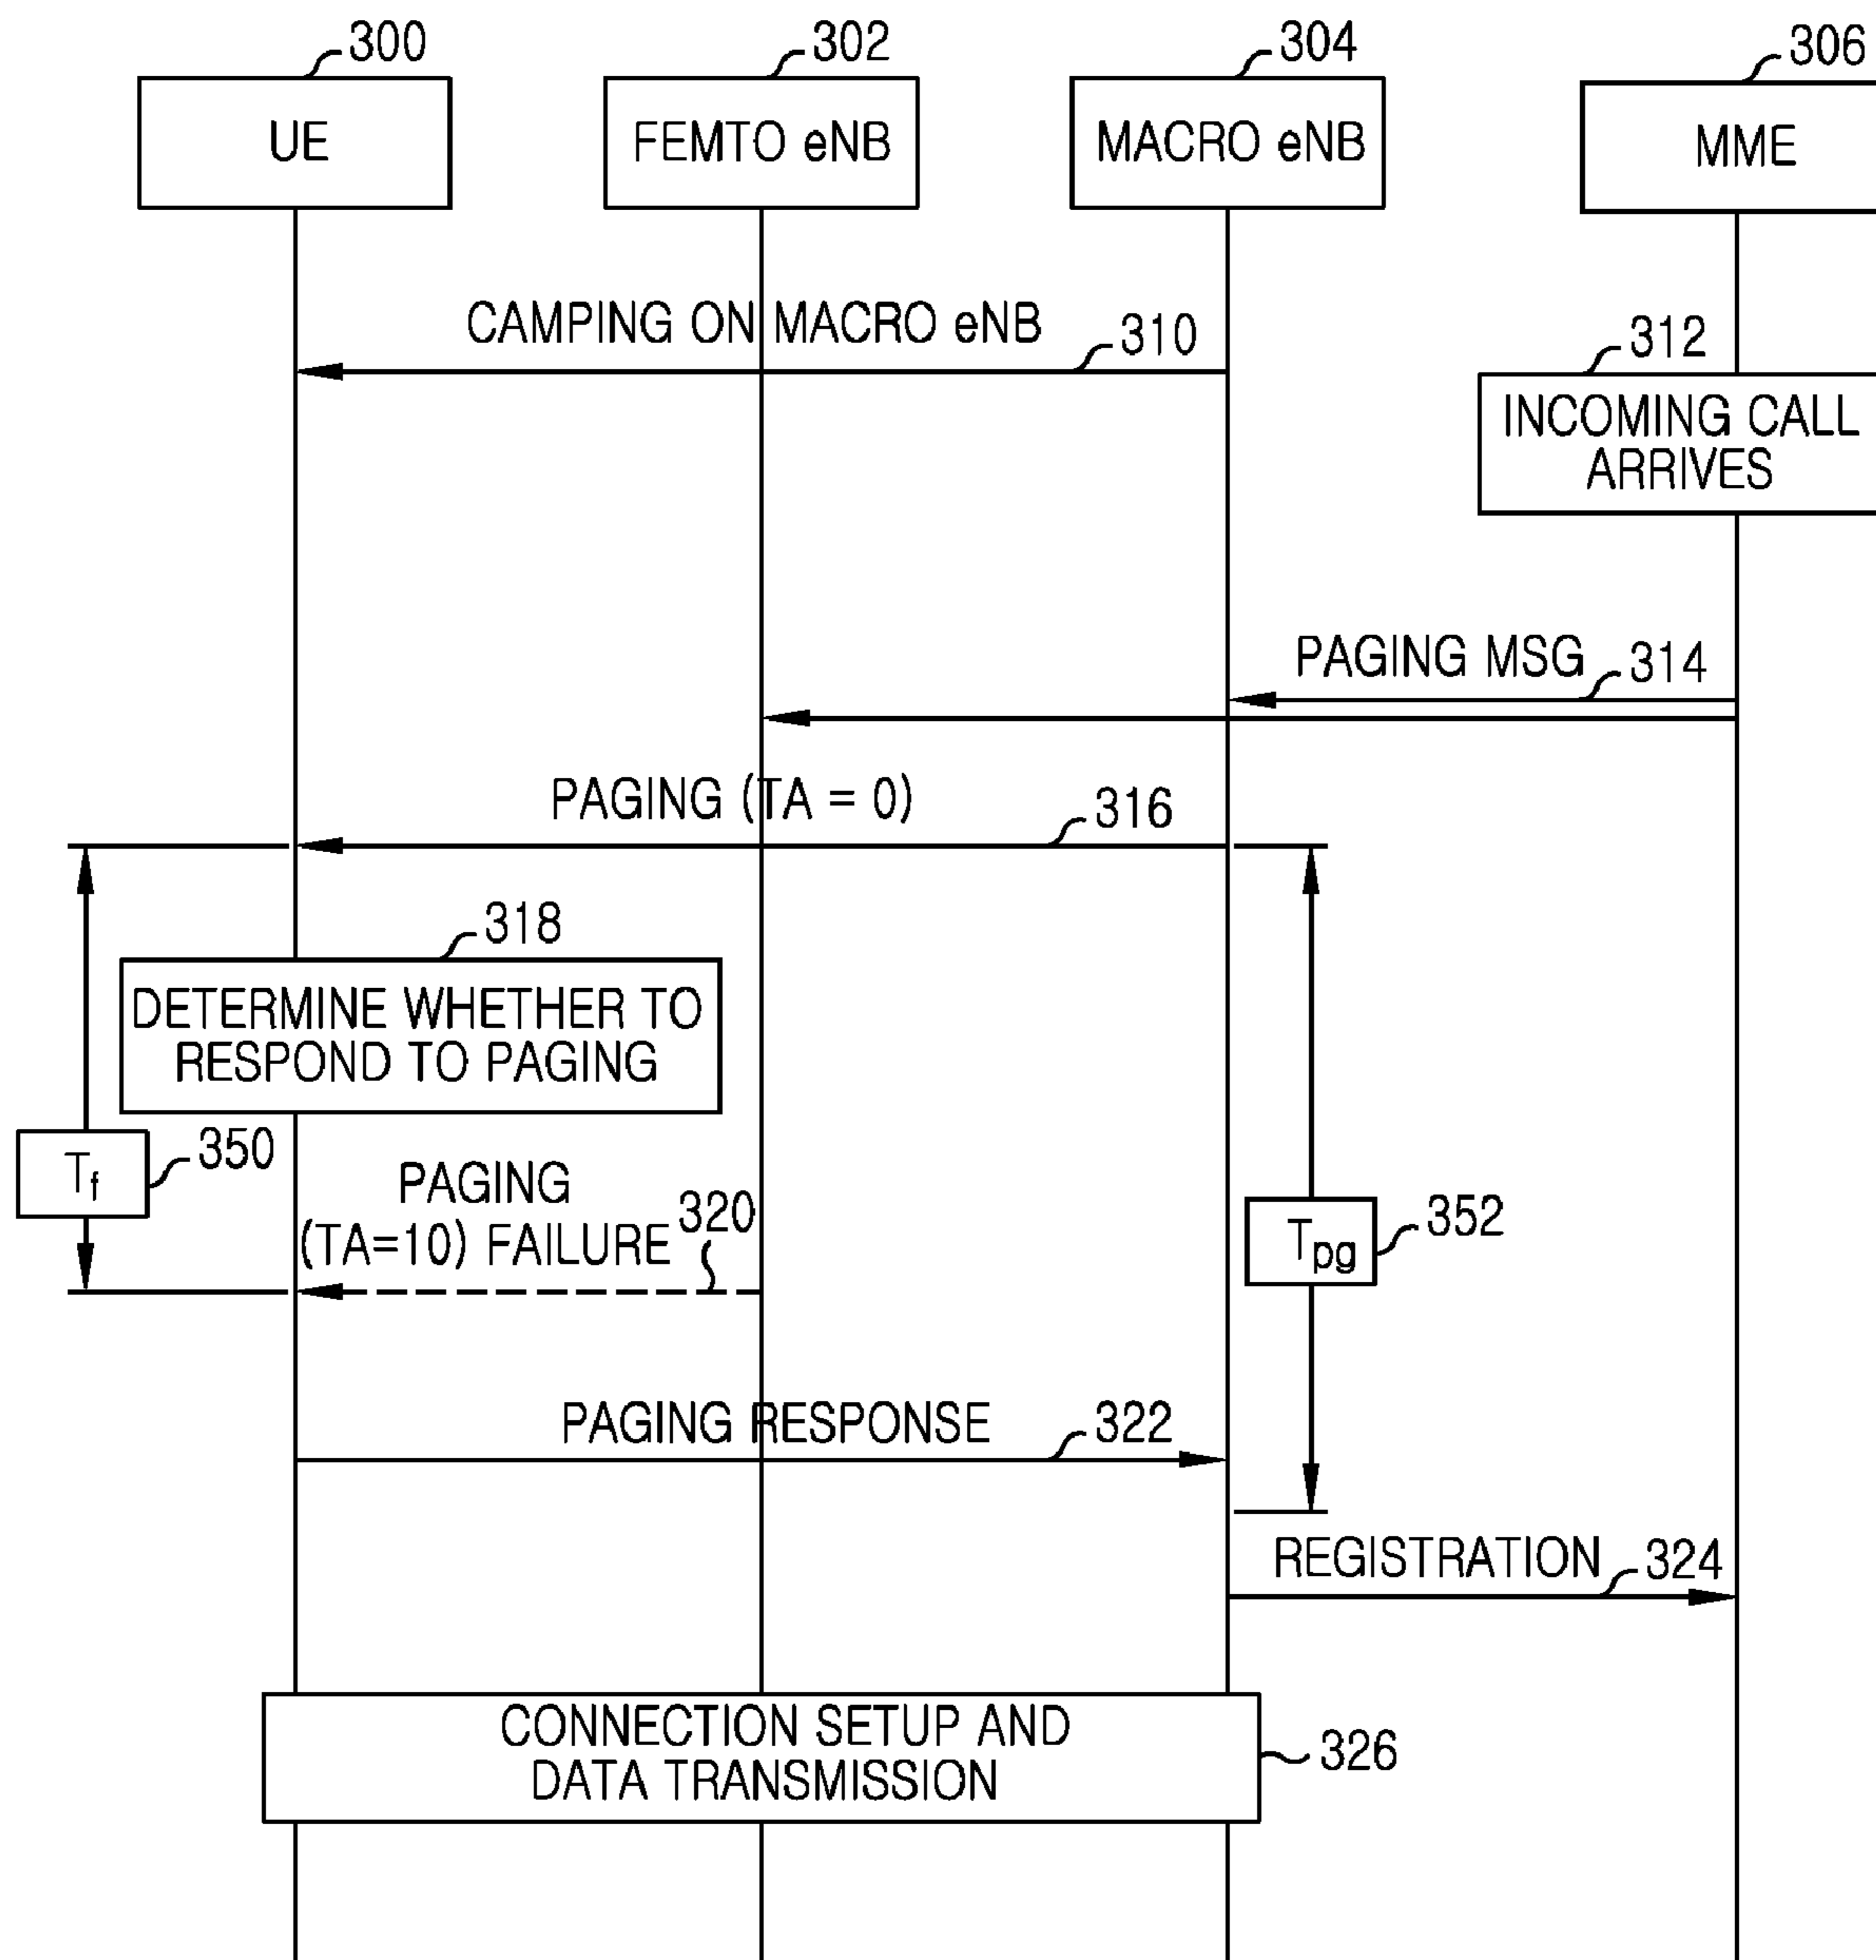 300
302
304
306
UE
FEMTO eNB
MACRO eNB
MME
CAMPING ON MACRO eNB
310
312
INCOMING CALL
ARRIVES
PAGING MSG
314
PAGING (TA = 0)
316
318
DETERMINE WHETHER TO
RESPOND TO PAGING
Tf
350
PAGING
(TA=10) FAILURE
320
Tpg
352
PAGING RESPONSE
322
REGISTRATION
324
CONNECTION SETUP AND
DATA TRANSMISSION
326